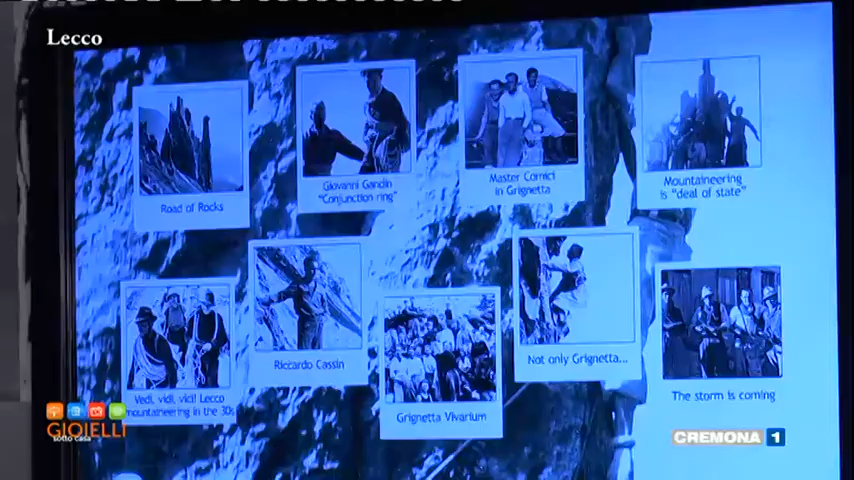 Lecco
Road of Rocks
Giovanni Gandin
"Conjunction ring"
Master Comici
in Grignetta
Mountaineering
is "deal of state"
Vedi, vidi, vici! Lecco
mountaineering in the 30s
Riccardo Cassin
Grignetta Vivarium
Not only Grignetta...
The storm is coming
GIOIELLI
sotto casa
CREMONA 1